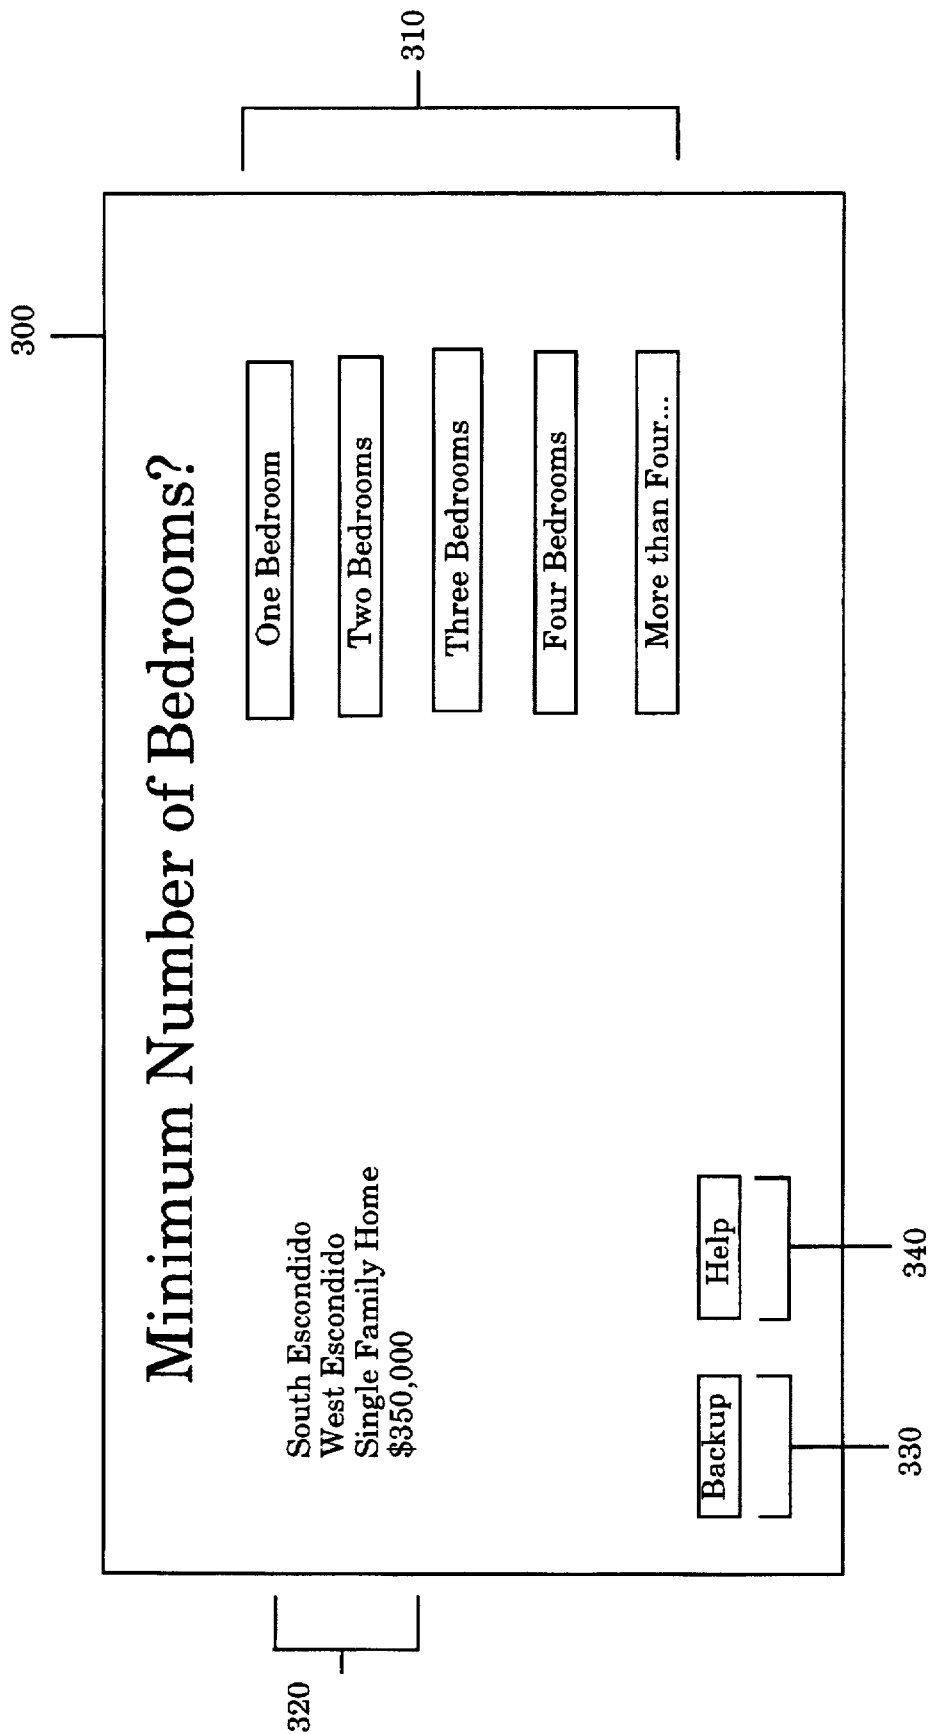 300
Minimum Number of Bedrooms?
320
South Escondido
West Escondido
Single Family Home
$350,000
One Bedroom
Two Bedrooms
Three Bedrooms
Four Bedrooms
More than Four...
310
Backup
Help
330
340